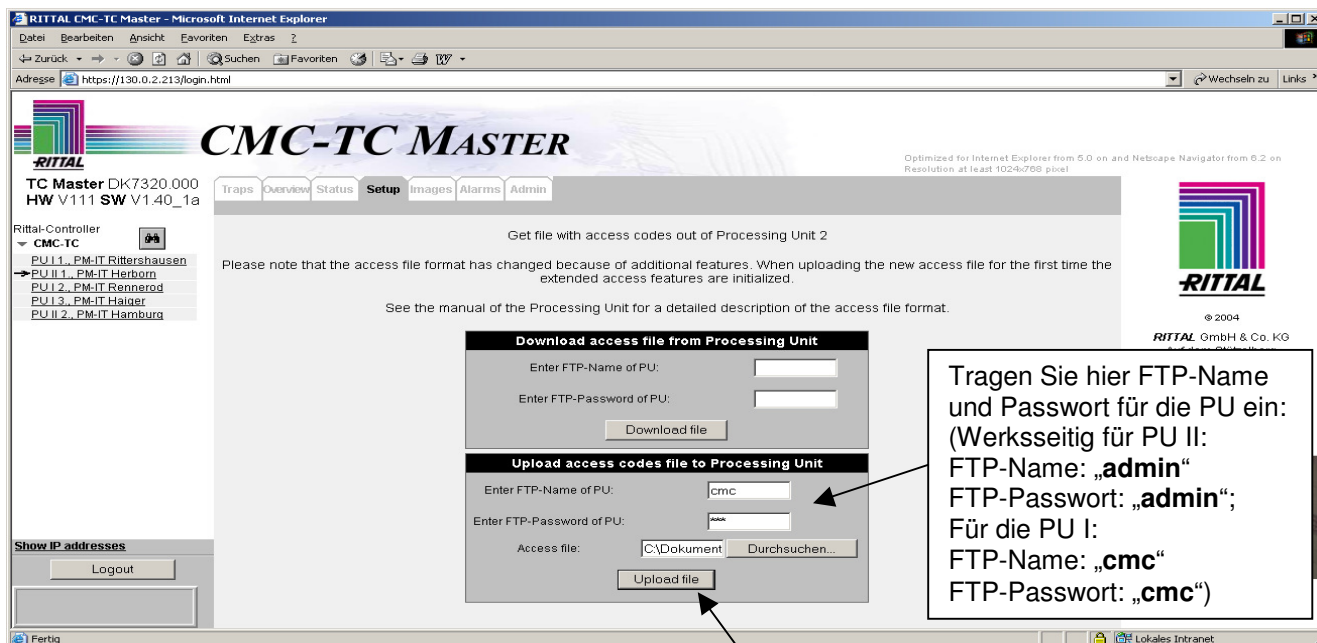 RITTAL CMC-TC Master - Microsoft Internet Explorer
Datei Bearbeiten Ansicht Favoriten Extras ?
Zurück Suchen Favoriten
Adresse https://130.0.2.213/login.html Wechseln zu Links
RITTAL
CMC-TC MASTER
Optimized for Internet Explorer from 5.0 on and Netscape Navigator from 6.2 on
Resolution at least 1024x768 pixel
TC Master DK7320.000
HW V111 SW V1.40_1a
Traps Overview Status Setup Images Alarms Admin
Rittal-Controller
CMC-TC
PU I 1., PM-IT Rittershausen
PU II 1., PM-IT Herborn
PU I 2., PM-IT Rennerod
PU I 3., PM-IT Haiger
PU II 2., PM-IT Hamburg
Get file with access codes out of Processing Unit 2
Please note that the access file format has changed because of additional features. When uploading the new access file for the first time the
extended access features are initialized.
See the manual of the Processing Unit for a detailed description of the access file format.
Download access file from Processing Unit
Enter FTP-Name of PU:
Enter FTP-Password of PU:
Download file
Upload access codes file to Processing Unit
Enter FTP-Name of PU: cmc
Enter FTP-Password of PU: ***
Access file: C:\Dokument Durchsuchen...
Upload file
RITTAL
© 2004
RITTAL GmbH & Co. KG
Tragen Sie hier FTP-Name
und Passwort für die PU ein:
(Werksseitig für PU II:
FTP-Name: „admin“
FTP-Passwort: „admin“;
Für die PU I:
FTP-Name: „cmc“
FTP-Passwort: „cmc“)
Show IP addresses
Logout
Fertig
Lokales Intranet